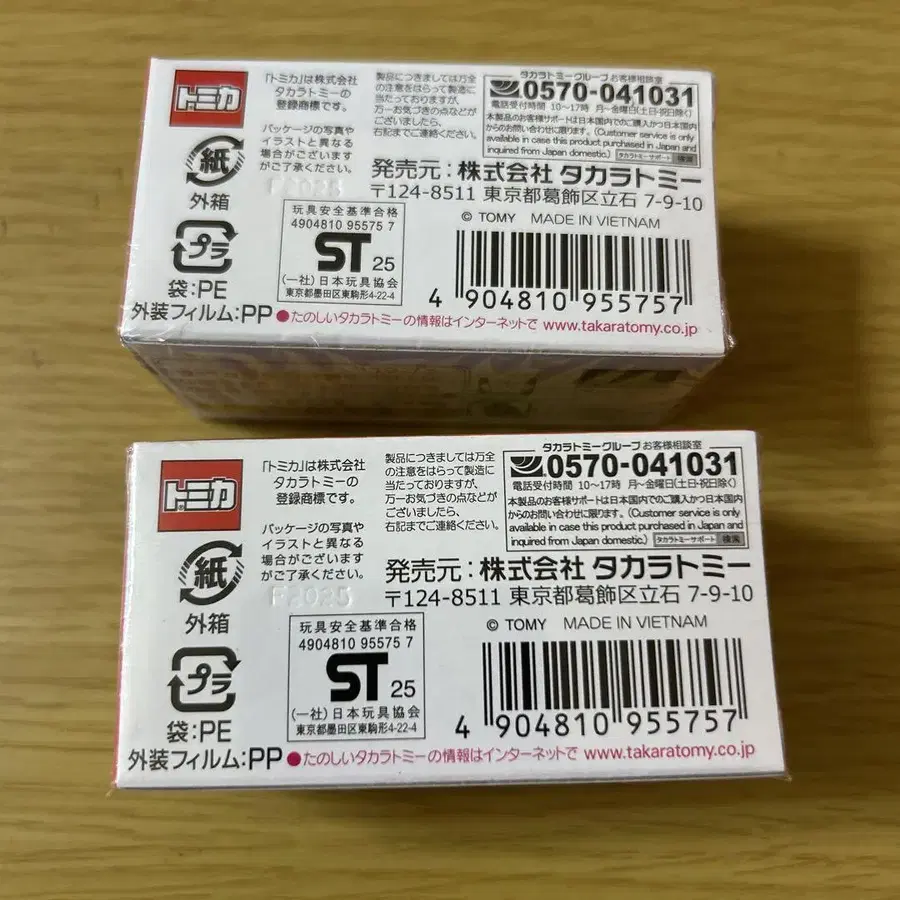 トミカ
「トミカ」は株式会社
タカラトミーの
登録商標です。
パッケージの写真や
イラストと異なる
場合がございます
がご了承ください。
製品につきましては万全
の注意をはらって製造に
当たっておりますが、
万一お気づきの点などが
ございましたら、
右記までご連絡ください。
タカラトミーグループ お客様相談室
0570-041031
電話受付時間 10〜17時 月〜金曜日(土日・祝日除く)
本製品のお客様サポートは日本国内でのご購入かつ日本国内
からのお問い合わせに限ります。(Customer service is only
available in case this product purchased in Japan and
inquired from Japan domestic.) タカラトミーサポート 検索
発売元:株式会社 タカラトミー
〒124-8511 東京都葛飾区立石 7-9-10
© TOMY MADE IN VIETNAM
紙
外箱
プラ
袋:PE
外装フィルム:PP
玩具安全基準合格
4904810 95575 7
ST 25
(一社)日本玩具協会
東京都墨田区東駒形4-22-4
4 904810 955757
●たのしいタカラトミーの情報はインターネットで www.takaratomy.co.jp
トミカ
「トミカ」は株式会社
タカラトミーの
登録商標です。
パッケージの写真や
イラストと異なる
場合がございます
がご了承ください。
F2025
製品につきましては万全
の注意をはらって製造に
当たっておりますが、
万一お気づきの点などが
ございましたら、
右記までご連絡ください。
タカラトミーグループ お客様相談室
0570-041031
電話受付時間 10〜17時 月〜金曜日(土日・祝日除く)
本製品のお客様サポートは日本国内でのご購入かつ日本国内
からのお問い合わせに限ります。(Customer service is only
available in case this product purchased in Japan and
inquired from Japan domestic.) タカラトミーサポート 検索
発売元:株式会社 タカラトミー
〒124-8511 東京都葛飾区立石 7-9-10
© TOMY MADE IN VIETNAM
紙
外箱
プラ
袋:PE
外装フィルム:PP
玩具安全基準合格
4904810 95575 7
ST 25
(一社)日本玩具協会
東京都墨田区東駒形4-22-4
4 904810 955757
●たのしいタカラトミーの情報はインターネットで www.takaratomy.co.jp